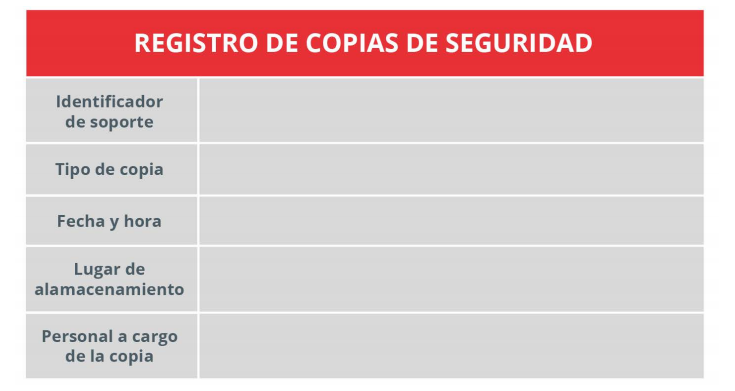 REGISTRO DE COPIAS DE SEGURIDAD
Identificador
de soporte
Tipo de copia
Fecha y hora
Lugar de
alamacenamiento
Personal a cargo
de la copia